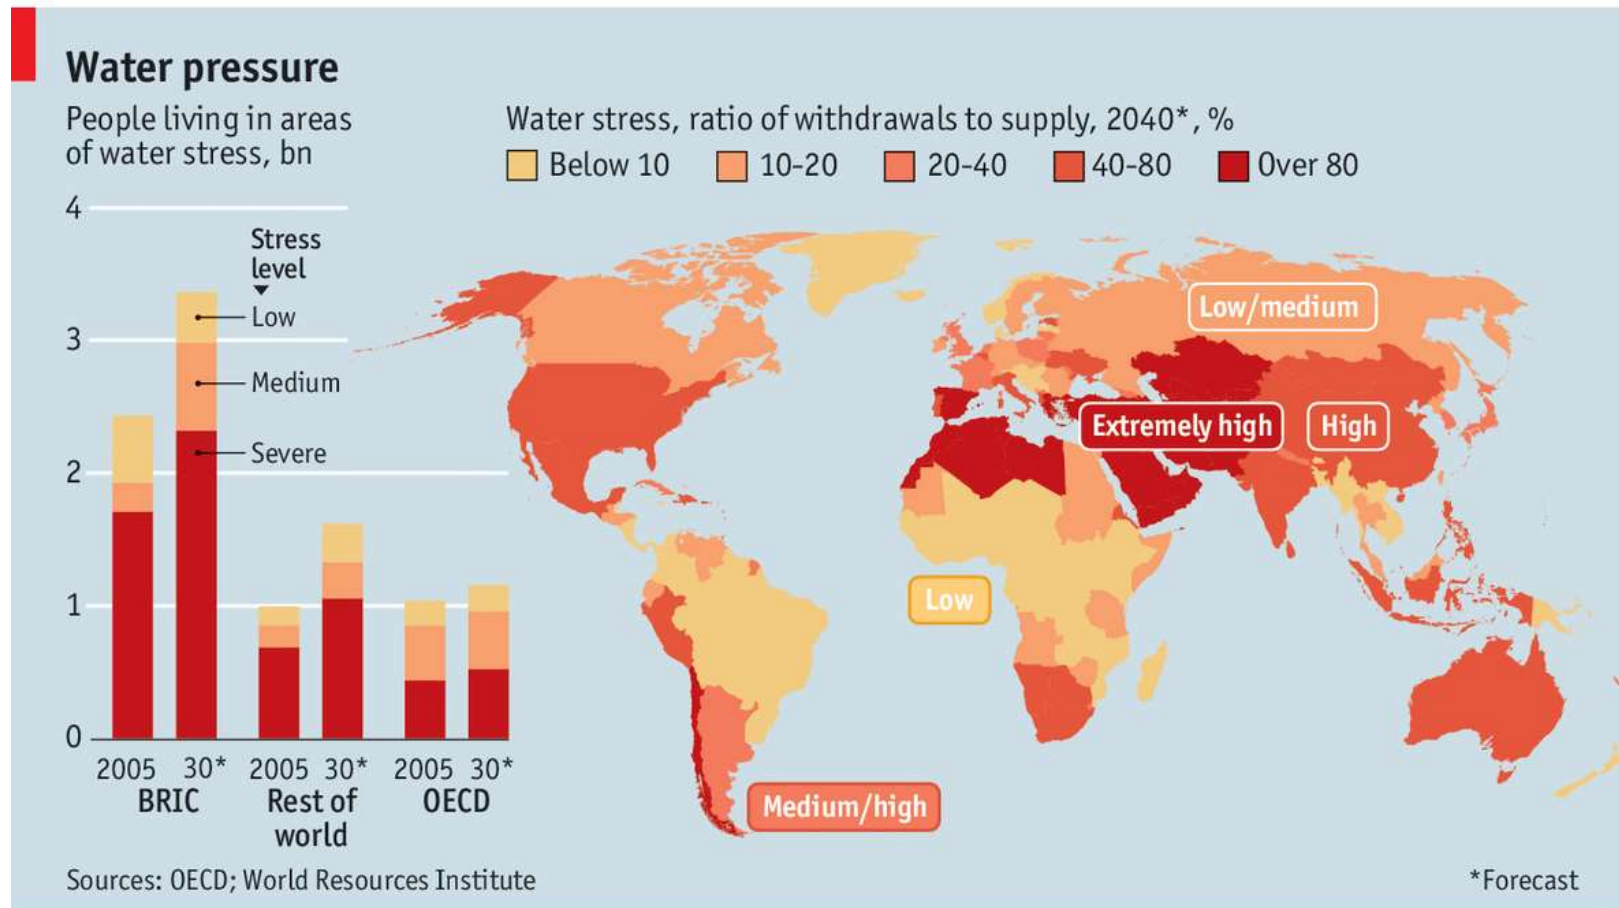 Water pressure
People living in areas
of water stress, bn
4
3
2
1
0
Stress
level
Low
Medium
Severe
2005 30* 2005 30* 2005 30*
BRIC Rest of OECD
world
Water stress, ratio of withdrawals to supply, 2040*, %
Below 10 10-20 20-40 40-80 Over 80
Low/medium
Extremely high High
Low
Medium/high
Sources: OECD; World Resources Institute
*Forecast